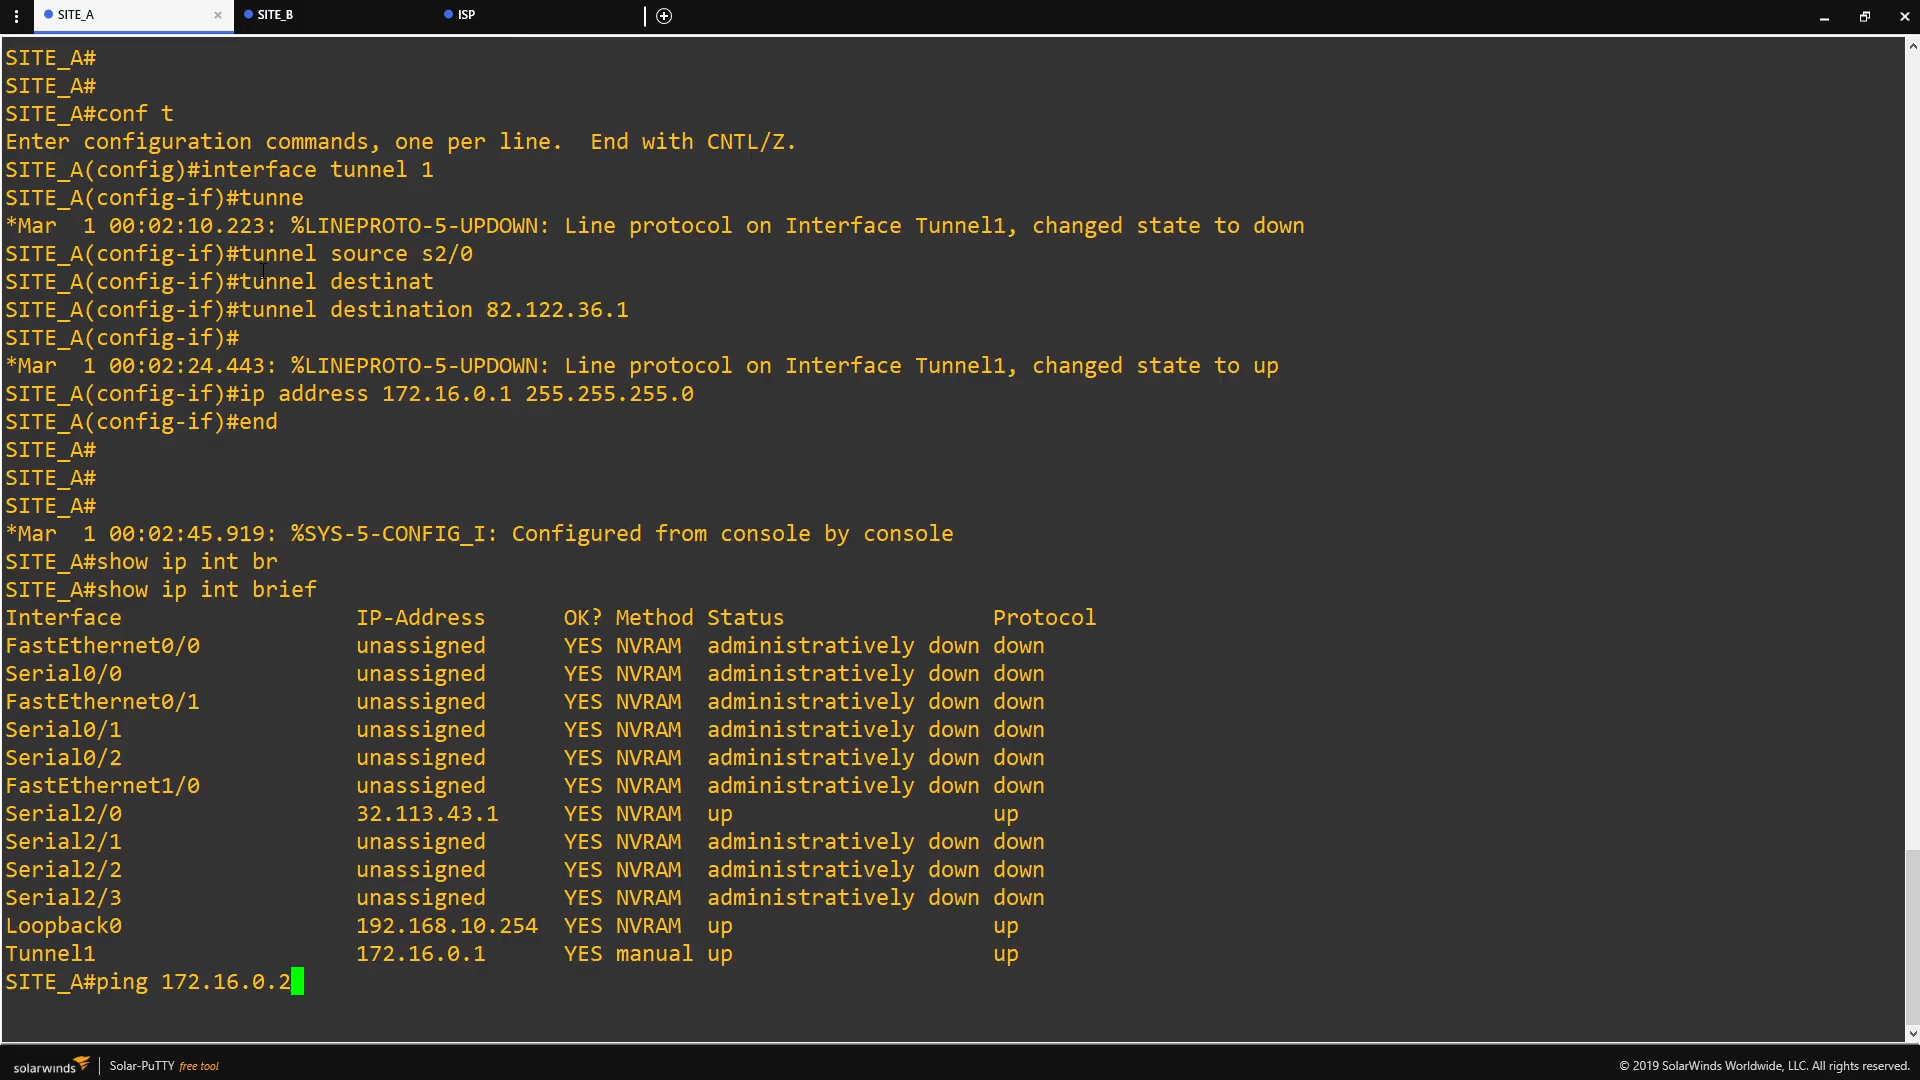 SITE_A
SITE_B
ISP
SITE_A#
SITE_A#
SITE_A#conf t
Enter configuration commands, one per line.  End with CNTL/Z.
SITE_A(config)#interface tunnel 1
SITE_A(config-if)#tunne
*Mar  1 00:02:10.223: %LINEPROTO-5-UPDOWN: Line protocol on Interface Tunnel1, changed state to down
SITE_A(config-if)#tunnel source s2/0
SITE_A(config-if)#tunnel destinat
SITE_A(config-if)#tunnel destination 82.122.36.1
SITE_A(config-if)#
*Mar  1 00:02:24.443: %LINEPROTO-5-UPDOWN: Line protocol on Interface Tunnel1, changed state to up
SITE_A(config-if)#ip address 172.16.0.1 255.255.255.0
SITE_A(config-if)#end
SITE_A#
SITE_A#
SITE_A#
*Mar  1 00:02:45.919: %SYS-5-CONFIG_I: Configured from console by console
SITE_A#show ip int br
SITE_A#show ip int brief
Interface                  IP-Address      OK? Method Status                Protocol
FastEthernet0/0            unassigned      YES NVRAM  administratively down down
Serial0/0                  unassigned      YES NVRAM  administratively down down
FastEthernet0/1            unassigned      YES NVRAM  administratively down down
Serial0/1                  unassigned      YES NVRAM  administratively down down
Serial0/2                  unassigned      YES NVRAM  administratively down down
FastEthernet1/0            unassigned      YES NVRAM  administratively down down
Serial2/0                  32.113.43.1     YES NVRAM  up                    up
Serial2/1                  unassigned      YES NVRAM  administratively down down
Serial2/2                  unassigned      YES NVRAM  administratively down down
Serial2/3                  unassigned      YES NVRAM  administratively down down
Loopback0                  192.168.10.254  YES NVRAM  up                    up
Tunnel1                    172.16.0.1      YES manual up                    up
SITE_A#ping 172.16.0.2
solarwinds | Solar-PuTTY free tool
© 2019 SolarWinds Worldwide, LLC. All rights reserved.